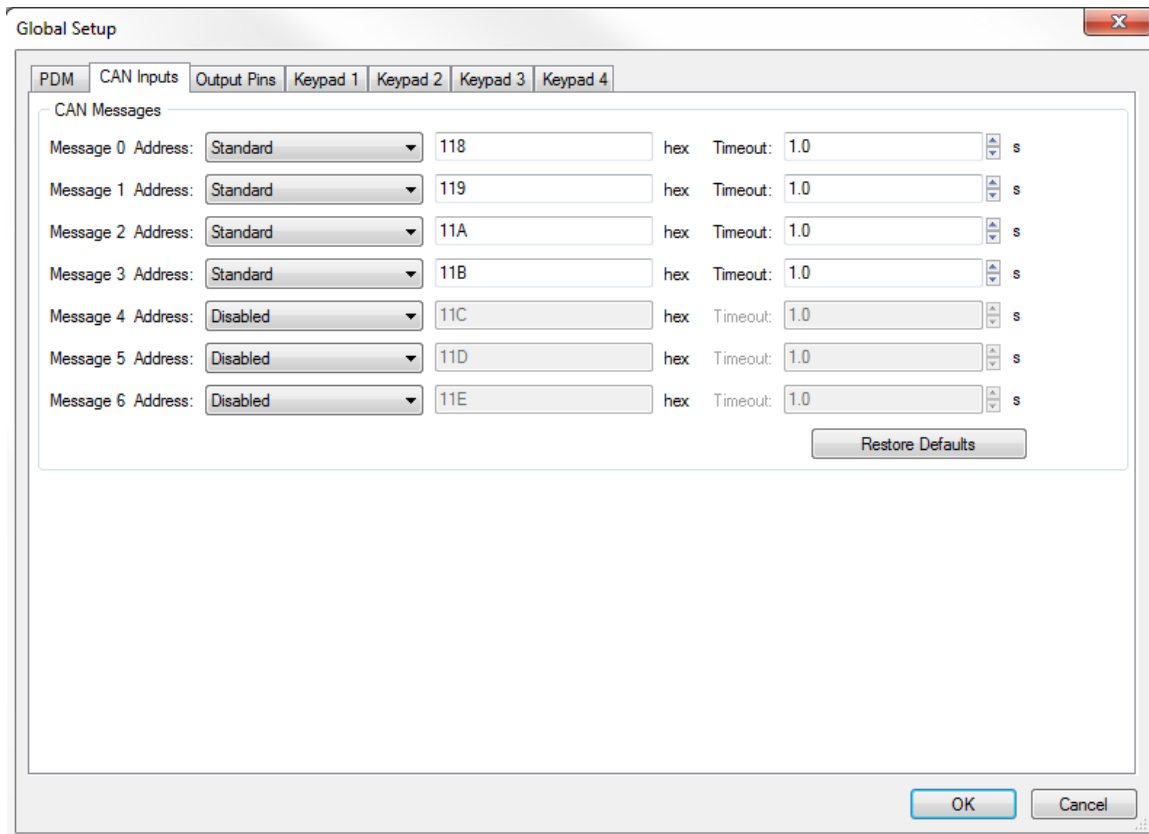 Global Setup
PDM CAN Inputs Output Pins Keypad 1 Keypad 2 Keypad 3 Keypad 4
CAN Messages
Message 0 Address: Standard 118 hex Timeout: 1.0 s
Message 1 Address: Standard 119 hex Timeout: 1.0 s
Message 2 Address: Standard 11A hex Timeout: 1.0 s
Message 3 Address: Standard 11B hex Timeout: 1.0 s
Message 4 Address: Disabled 11C hex Timeout: 1.0 s
Message 5 Address: Disabled 11D hex Timeout: 1.0 s
Message 6 Address: Disabled 11E hex Timeout: 1.0 s
Restore Defaults
OK Cancel